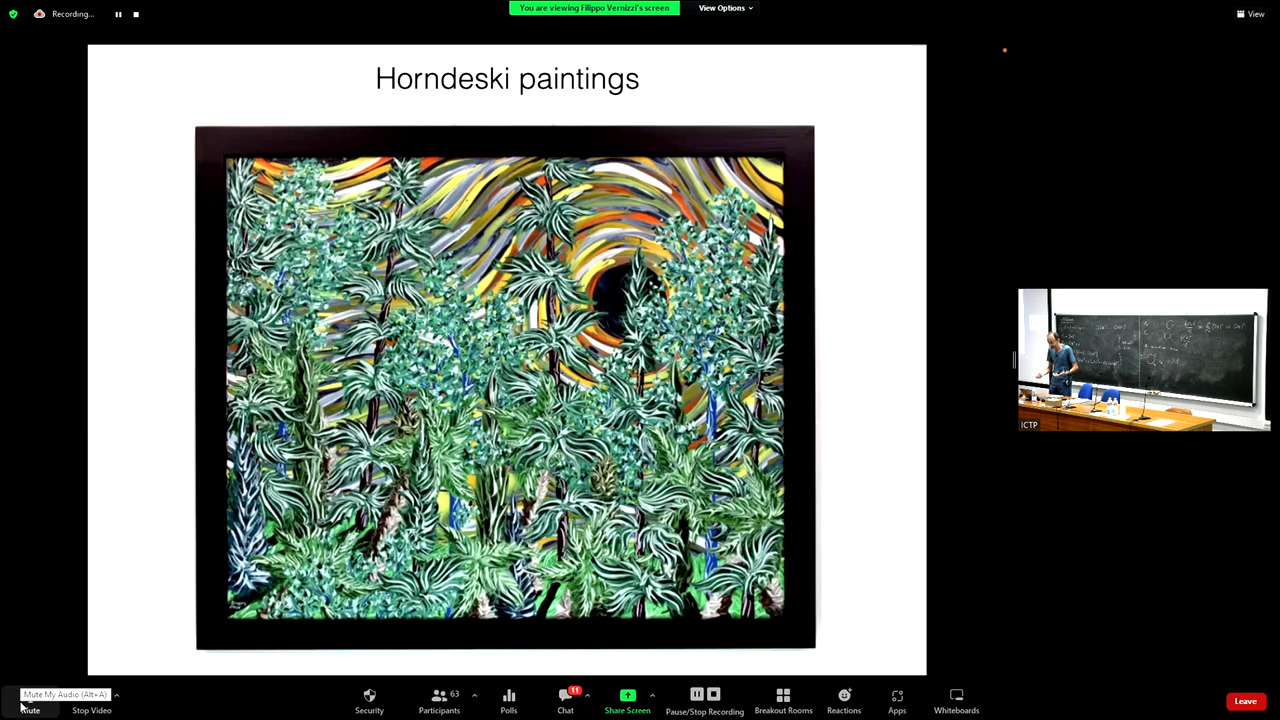 Recording...
You are viewing Filippo Vernizzi's screen
View Options
View
Horndeski paintings
ICTP
Mute My Audio (Alt+A)
Mute
Stop Video
Security
63
Participants
Polls
11
Chat
Share Screen
Pause/Stop Recording
Breakout Rooms
Reactions
Apps
Whiteboards
Leave